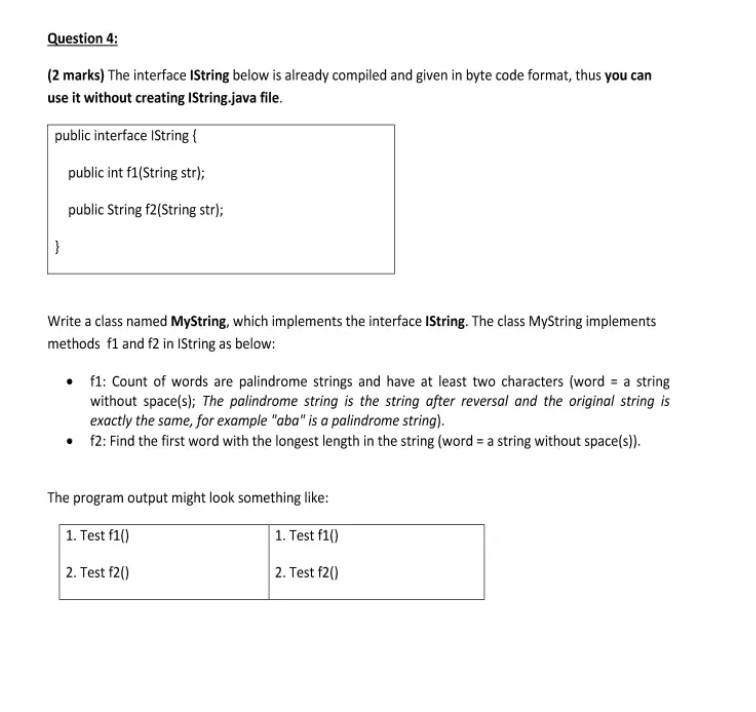 Question 4:
(2 marks) The interface IString below is already compiled and given in byte code format, thus you can
use it without creating IString.java file.
public interface IString {
public int f1(String str);
public String f2(String str);
}
Write a class named MyString, which implements the interface IString. The class MyString implements
methods f1 and f2 in IString as below:
• f1: Count of words are palindrome strings and have at least two characters (word = a string
without space(s); The palindrome string is the string after reversal and the original string is
exactly the same, for example "aba" is a palindrome string).
• f2: Find the first word with the longest length in the string (word = a string without space(s)).
The program output might look something like:
1. Test f1() 1. Test f1()
2. Test f2() 2. Test f2()